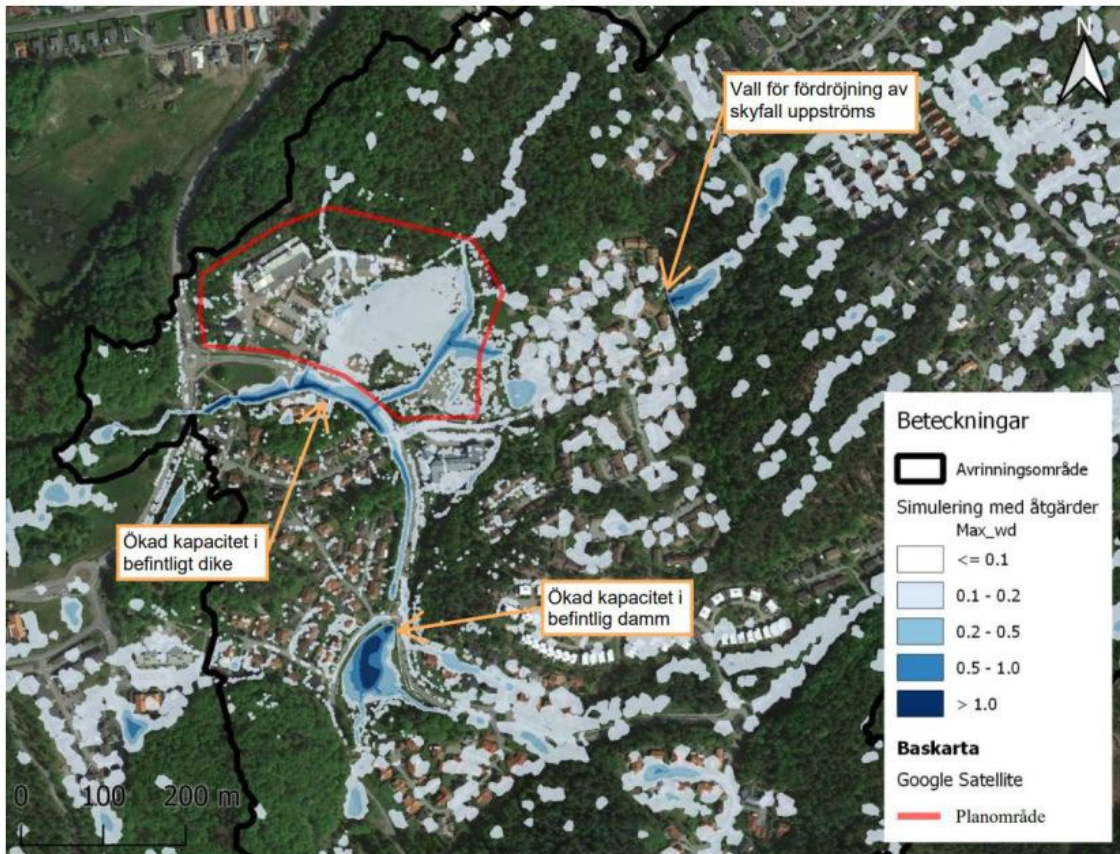 N
Vall för fördröjning av
skyfall uppströms
Ökad kapacitet i
befintligt dike
Ökad kapacitet i
befintlig damm
Beteckningar
Avrinningsområde
Simulering med åtgärder
Max_wd
<= 0.1
0.1 - 0.2
0.2 - 0.5
0.5 - 1.0
> 1.0
Baskarta
Google Satellite
Planområde
0 100 200 m